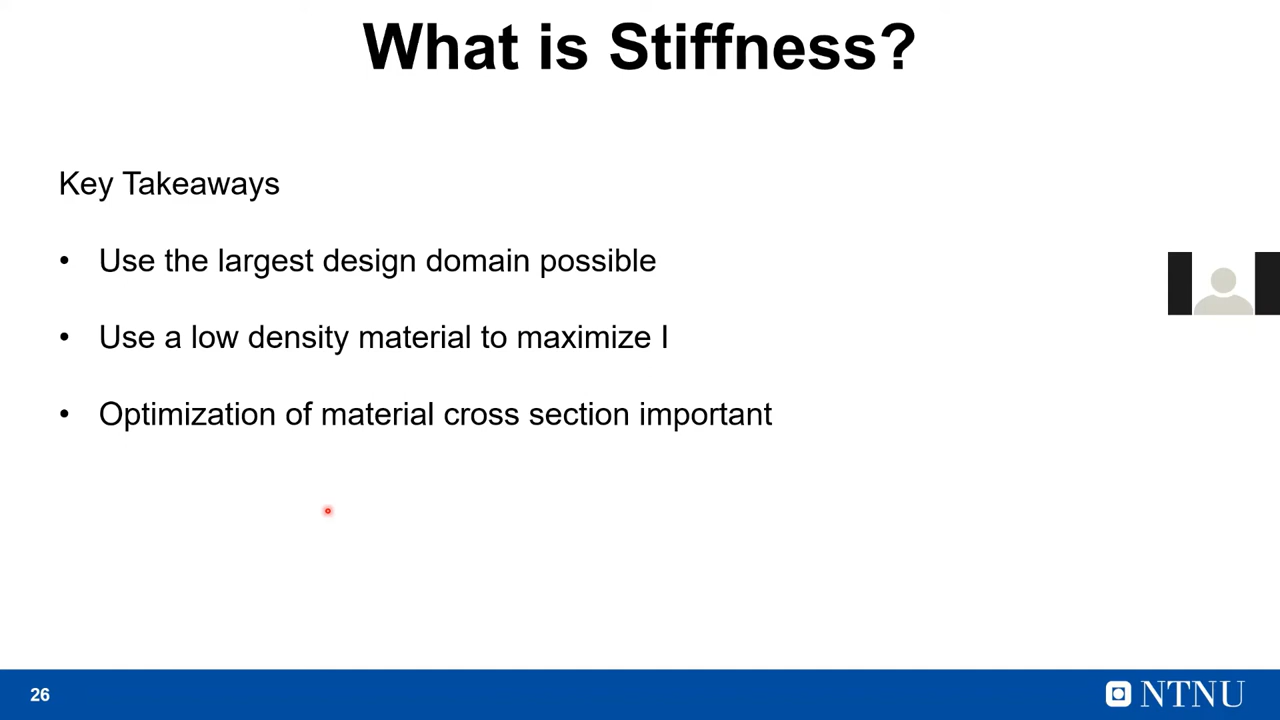 What is Stiffness?
Key Takeaways
• Use the largest design domain possible
• Use a low density material to maximize I
• Optimization of material cross section important
26
NTNU